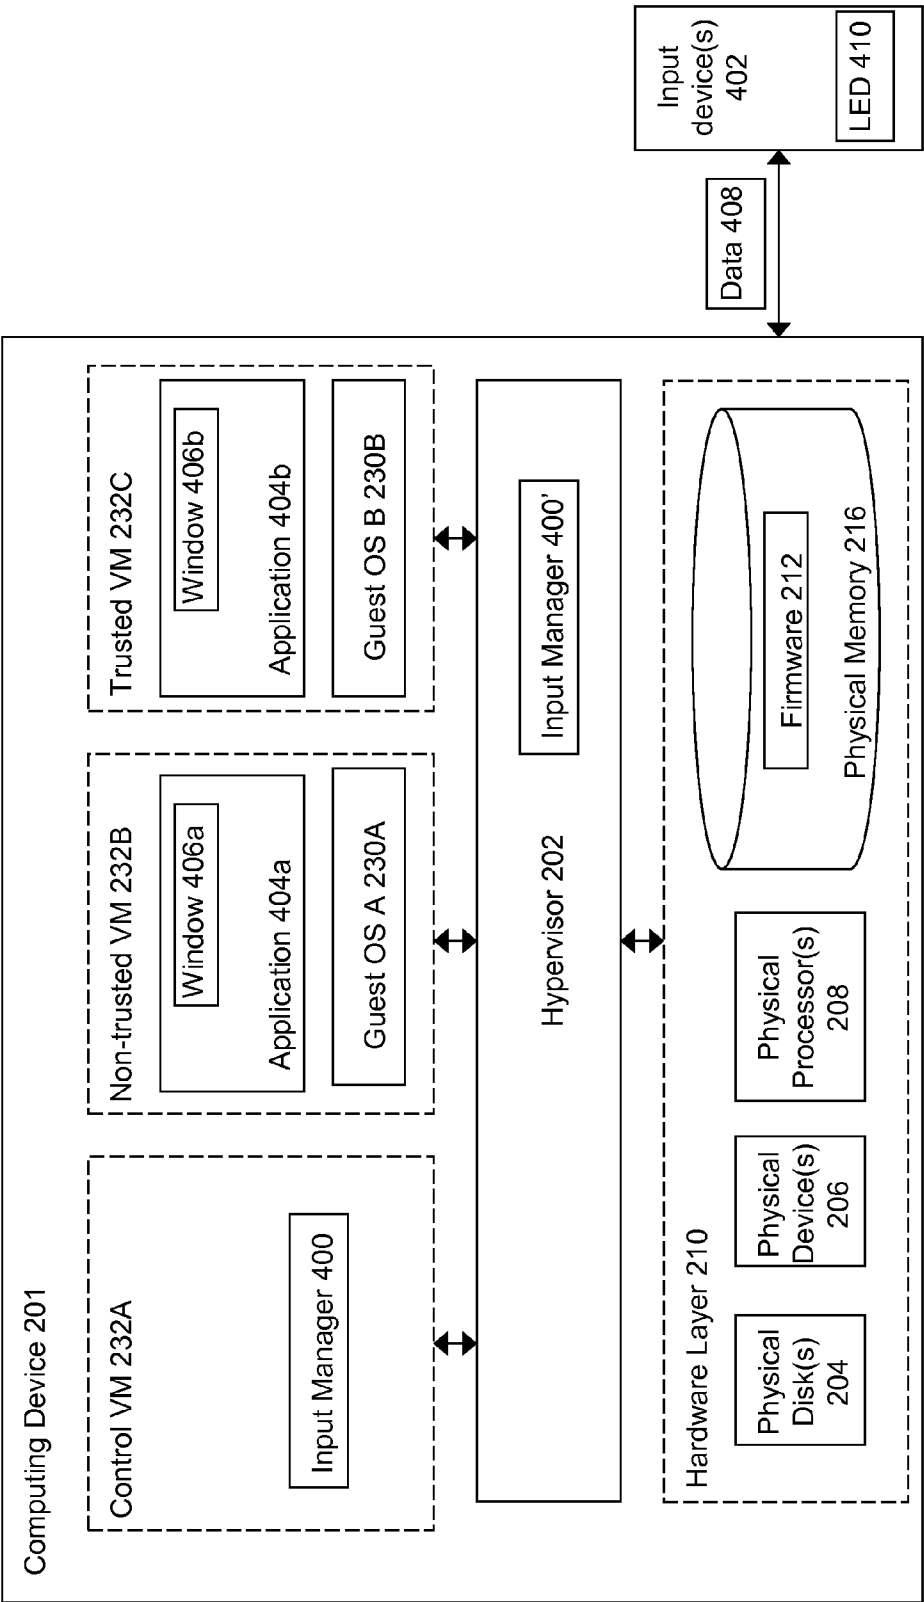 Computing Device 201
Control VM 232A
Input Manager 400
Non-trusted VM 232B
Window 406a
Application 404a
Guest OS A 230A
Trusted VM 232C
Window 406b
Application 404b
Guest OS B 230B
Hypervisor 202
Input Manager 400'
Hardware Layer 210
Physical
Disk(s)
204
Physical
Device(s)
206
Physical
Processor(s)
208
Firmware 212
Physical Memory 216
Data 408
Input
device(s)
402
LED 410